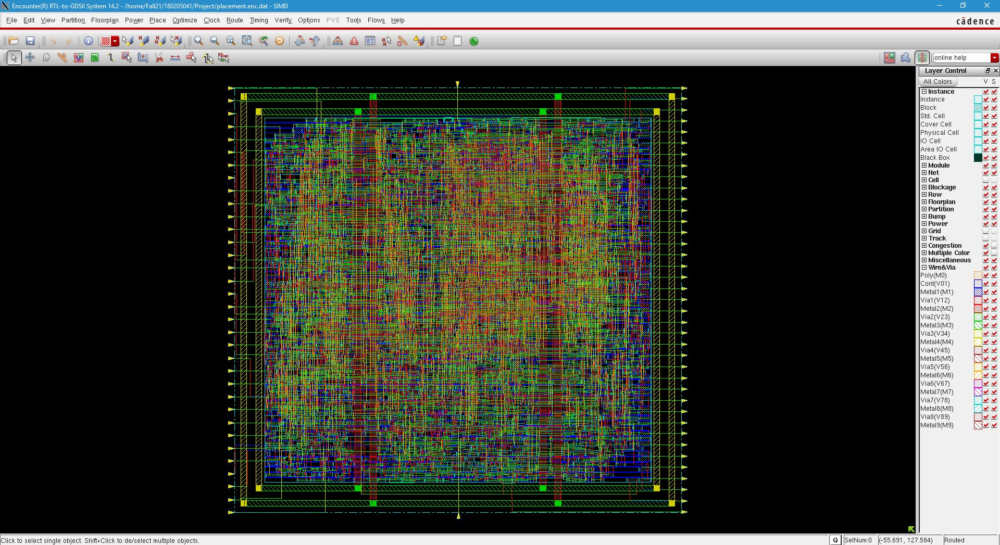 Encounter(R) RTL-to-GDSII System 14.2 - /home/Fall21/180205041/Project/placement.enc.dat - SIMD
File Edit View Partition Floorplan Power Place Optimize Clock Route Timing Verify Options PVS Tools Flows Help
cādence
online help
Layer Control
All Colors V S
Instance
Instance
Block
Std. Cell
Cover Cell
Physical Cell
IO Cell
Area IO Cell
Black Box
Module
Net
Cell
Blockage
Row
Floorplan
Partition
Bump
Power
Grid
Track
Congestion
Multiple Color
Miscellaneous
Wire&Via
Poly(M0)
Cont(V01)
Metal1(M1)
Via1(V12)
Metal2(M2)
Via2(V23)
Metal3(M3)
Via3(V34)
Metal4(M4)
Via4(V45)
Metal5(M5)
Via5(V56)
Metal6(M6)
Via6(V67)
Metal7(M7)
Via7(V78)
Metal8(M8)
Via8(V89)
Metal9(M9)
Click to select single object. Shift+Click to de/select multiple objects. Q SelNum:0 (-55.691, 127.584) Routed